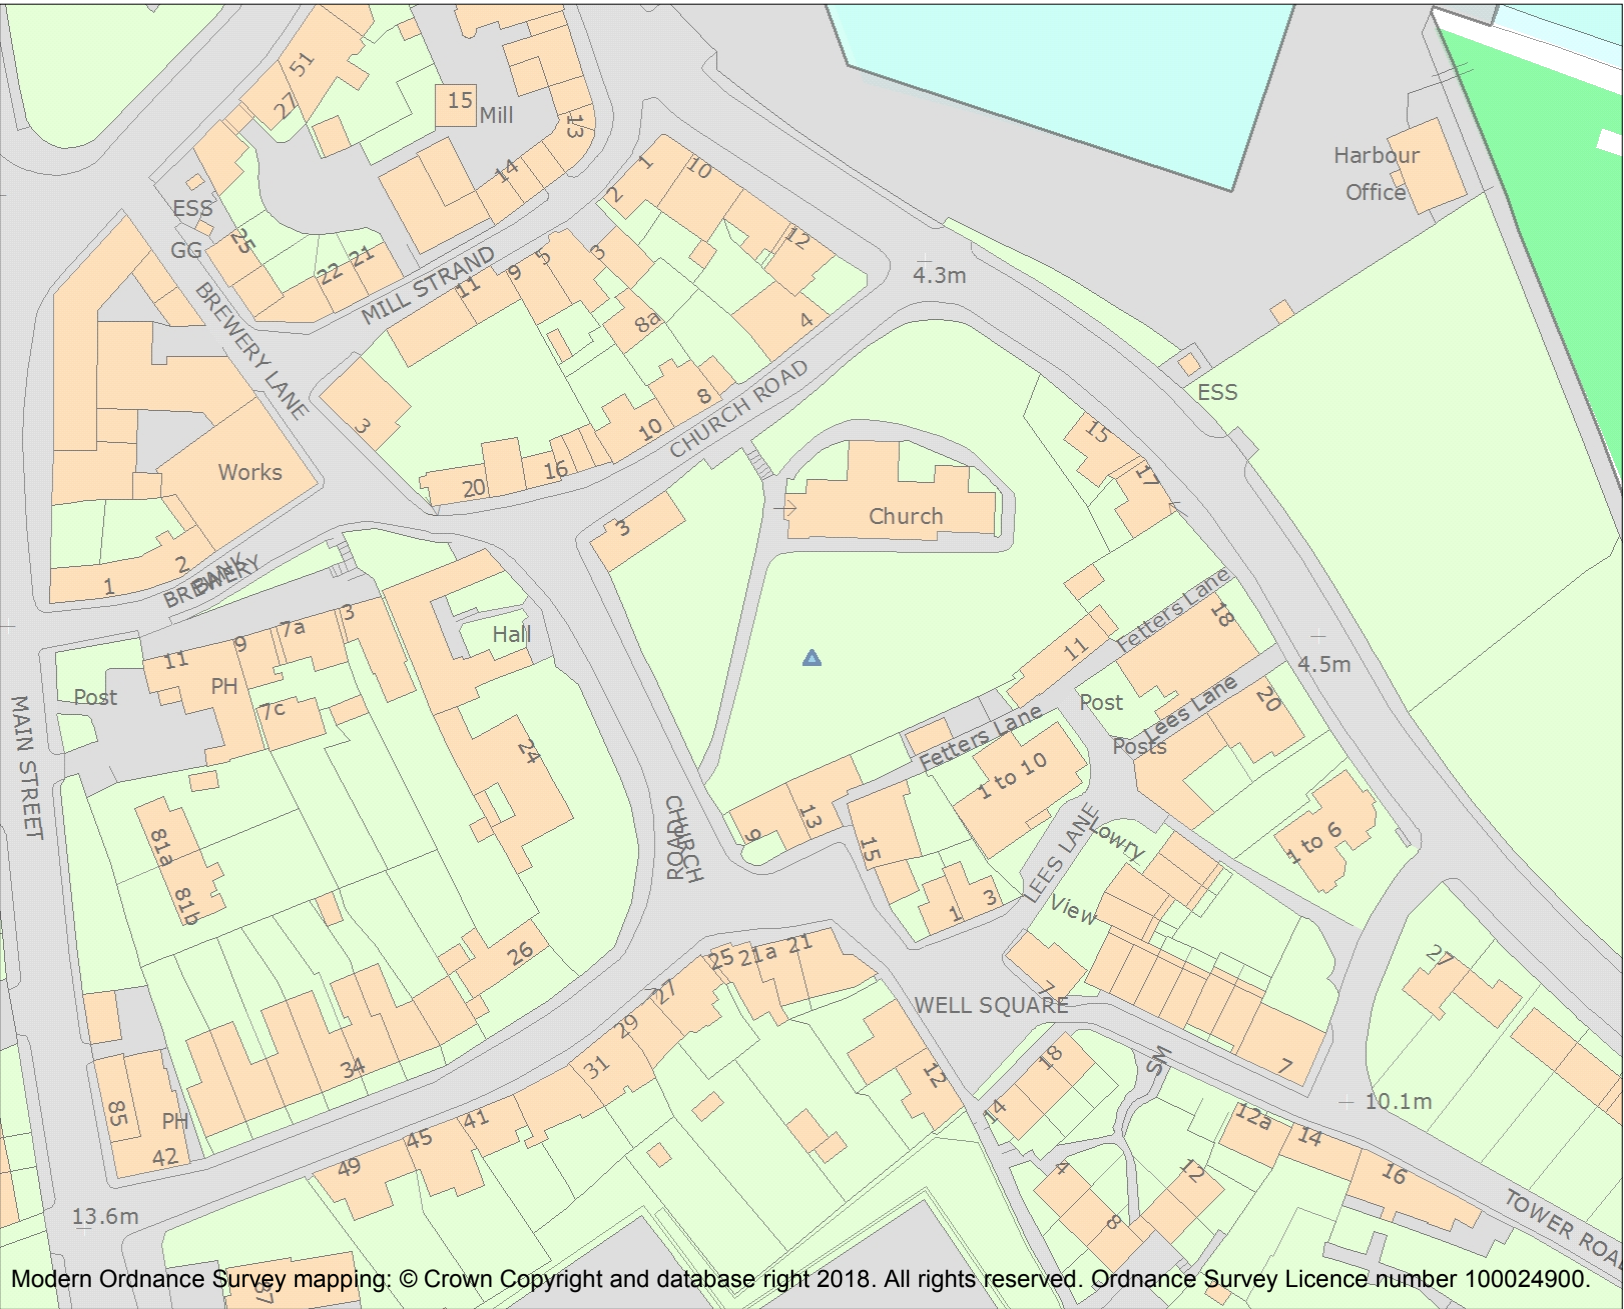 51
27
15
Mill
13
14
Harbour
Office
ESS
GG
25
22
21
1
2
10
12
MILL STRAND
11
9
5
3
8a
4
4.3m
BREWERY LANE
3
8
10
CHURCH ROAD
ESS
Works
20
16
15
17
Church
3
1
2
BREWERY
BANK
Hall
11
9
7a
3
PH
7c
Post
MAIN STREET
24
Fetters Lane
11
18
4.5m
Post
Lees Lane
20
Posts
Fetters Lane
1 to 10
CHURCH
ROAD
9
13
15
LEES LANE
Lowry
View
1 to 6
1
3
81a
81b
26
25
21a
21
27
29
31
34
WELL SQUARE
7
7
27
12
18
14
SM
10.1m
85
PH
42
41
45
49
12a
14
16
4
8
12
TOWER ROAD
13.6m
87
Modern Ordnance Survey mapping: © Crown Copyright and database right 2018. All rights reserved. Ordnance Survey Licence number 100024900.